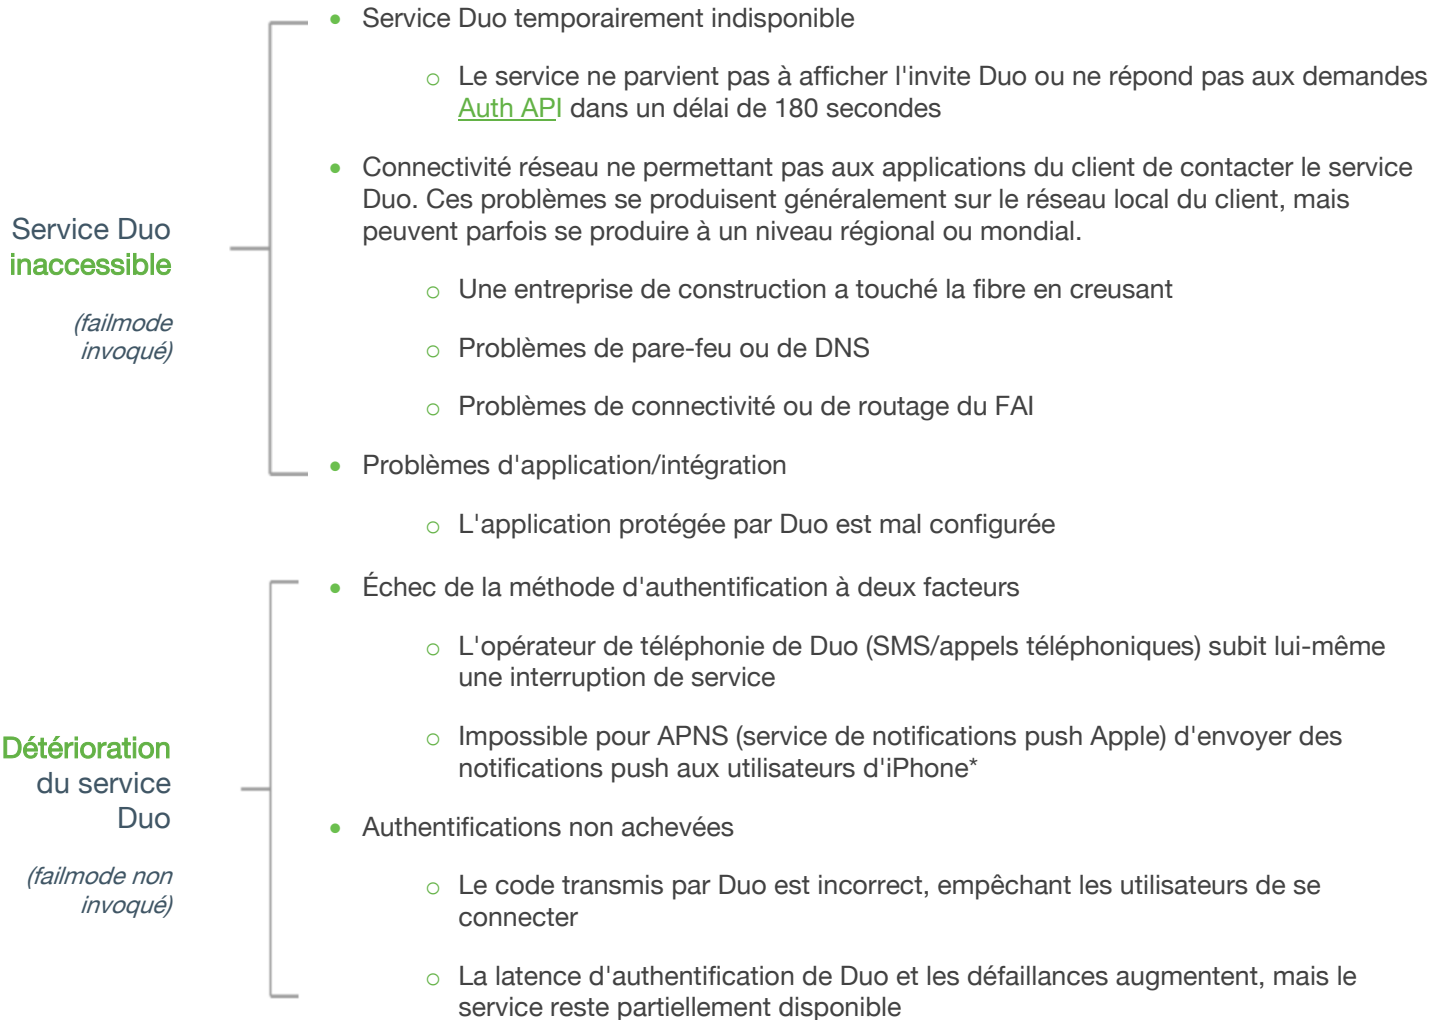 Service Duo
inaccessible
(failmode
invoqué)
• Service Duo temporairement indisponible
○ Le service ne parvient pas à afficher l'invite Duo ou ne répond pas aux demandes
Auth API dans un délai de 180 secondes
• Connectivité réseau ne permettant pas aux applications du client de contacter le service
Duo. Ces problèmes se produisent généralement sur le réseau local du client, mais
peuvent parfois se produire à un niveau régional ou mondial.
○ Une entreprise de construction a touché la fibre en creusant
○ Problèmes de pare-feu ou de DNS
○ Problèmes de connectivité ou de routage du FAI
• Problèmes d'application/intégration
○ L'application protégée par Duo est mal configurée
Détérioration
du service
Duo
(failmode non
invoqué)
• Échec de la méthode d'authentification à deux facteurs
○ L'opérateur de téléphonie de Duo (SMS/appels téléphoniques) subit lui-même
une interruption de service
○ Impossible pour APNS (service de notifications push Apple) d'envoyer des
notifications push aux utilisateurs d'iPhone*
• Authentifications non achevées
○ Le code transmis par Duo est incorrect, empêchant les utilisateurs de se
connecter
○ La latence d'authentification de Duo et les défaillances augmentent, mais le
service reste partiellement disponible